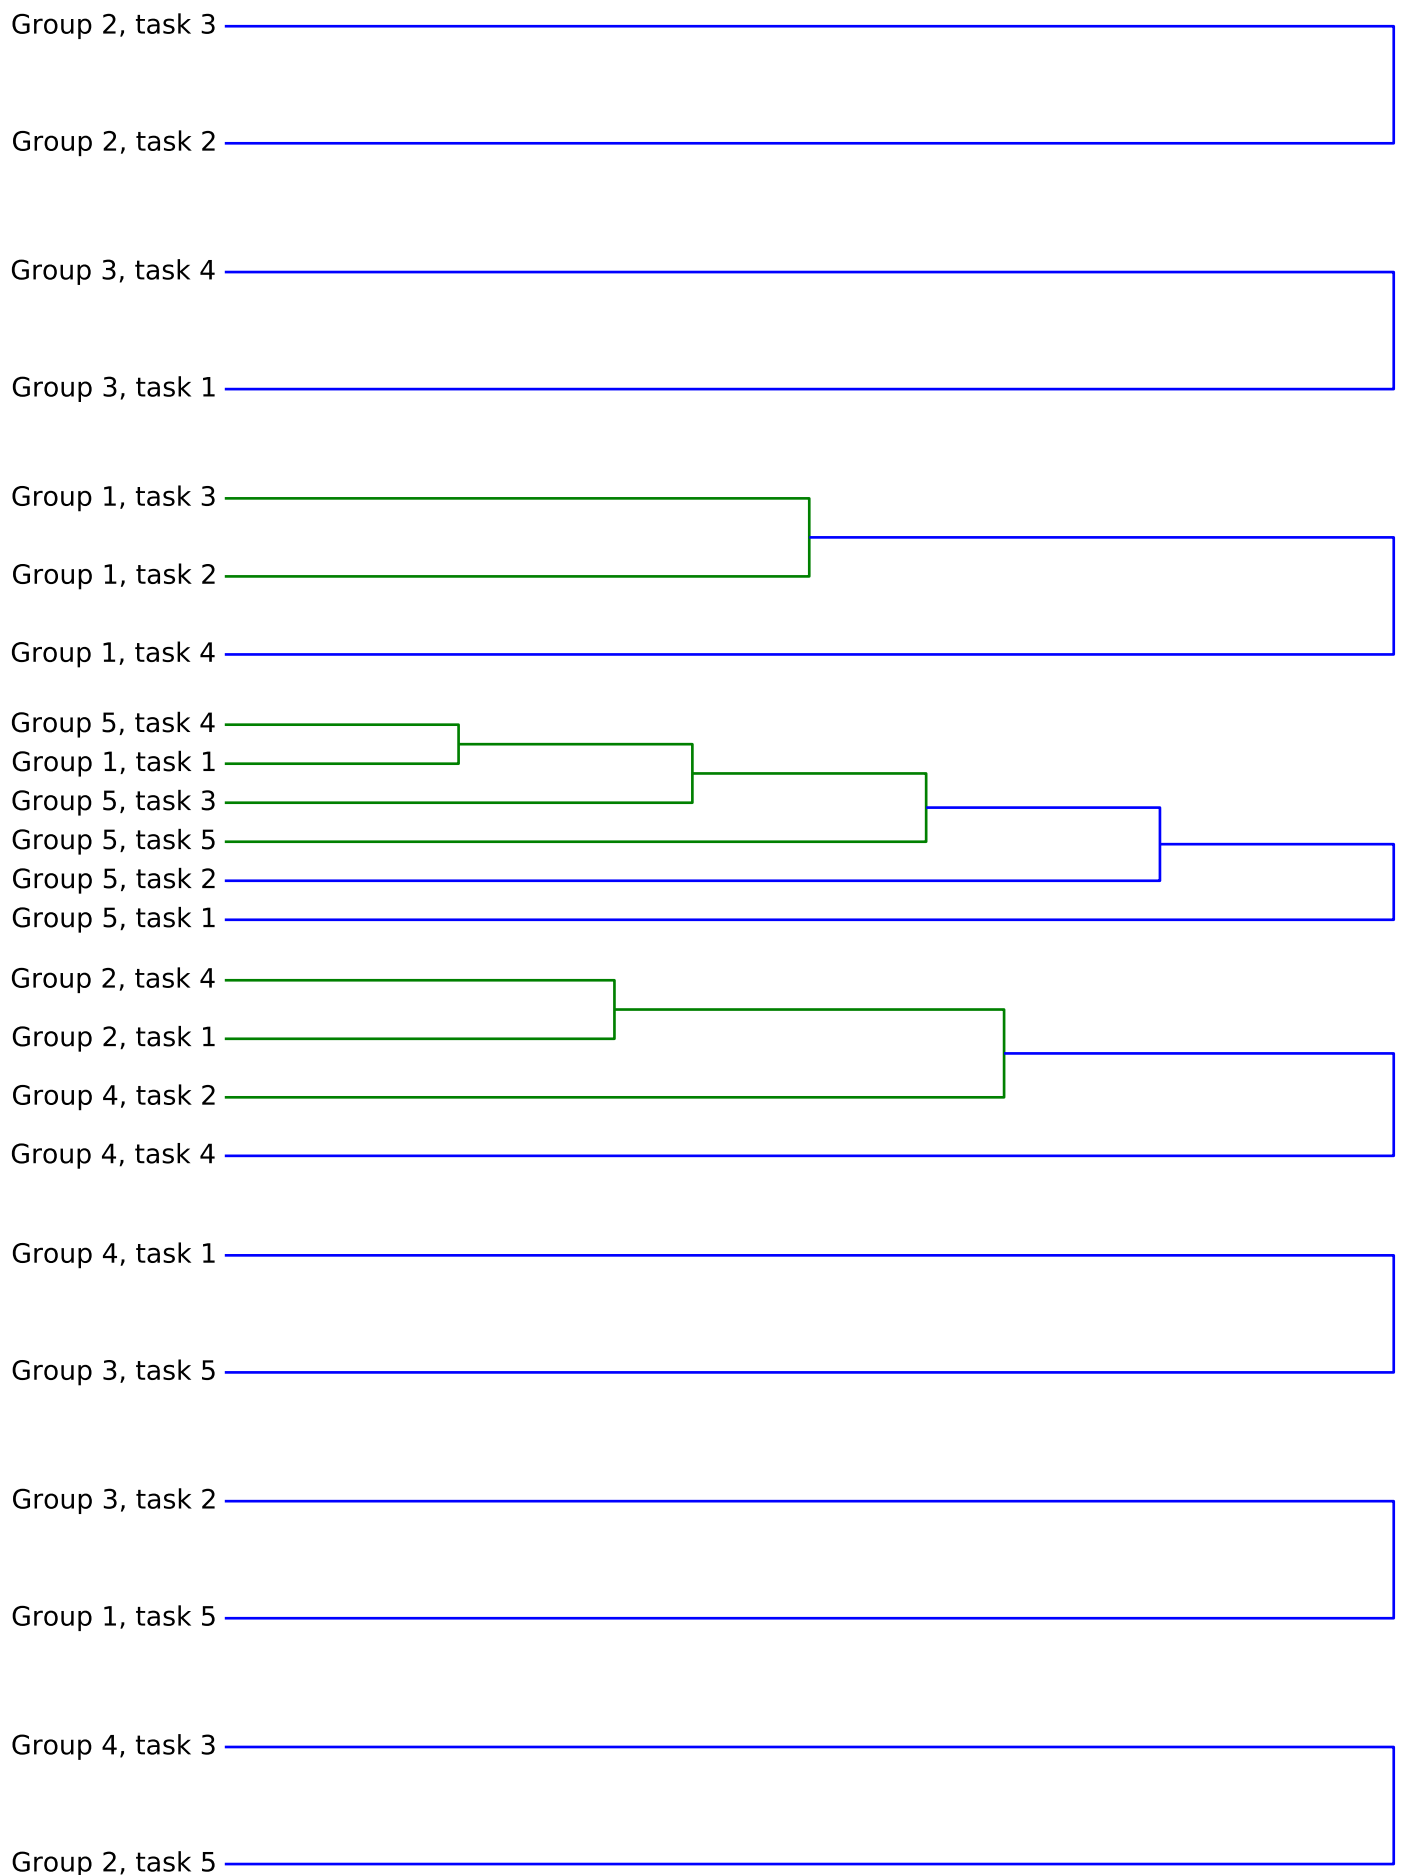 Group 2, task 3
Group 2, task 2
Group 3, task 4
Group 3, task 1
Group 1, task 3
Group 1, task 2
Group 1, task 4
Group 5, task 4
Group 1, task 1
Group 5, task 3
Group 5, task 5
Group 5, task 2
Group 5, task 1
Group 2, task 4
Group 2, task 1
Group 4, task 2
Group 4, task 4
Group 4, task 1
Group 3, task 5
Group 3, task 2
Group 1, task 5
Group 4, task 3
Group 2, task 5